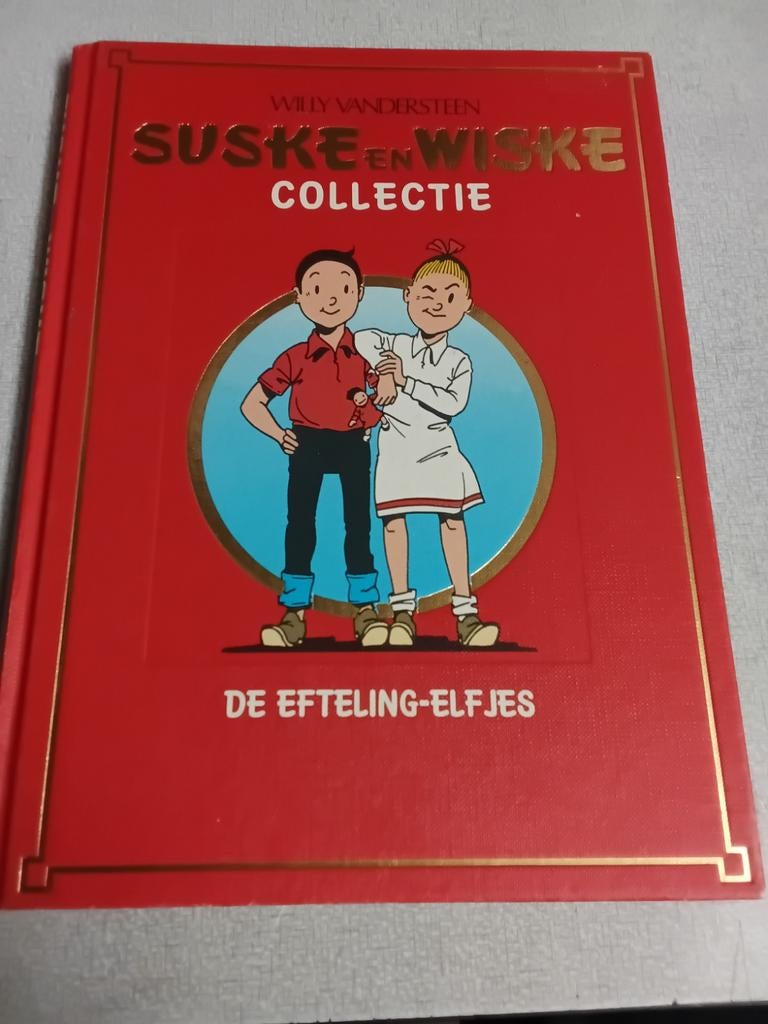 WILLY VANDERSTEEN
SUSKE EN WISKE
COLLECTIE
DE EFTELING-ELFJES